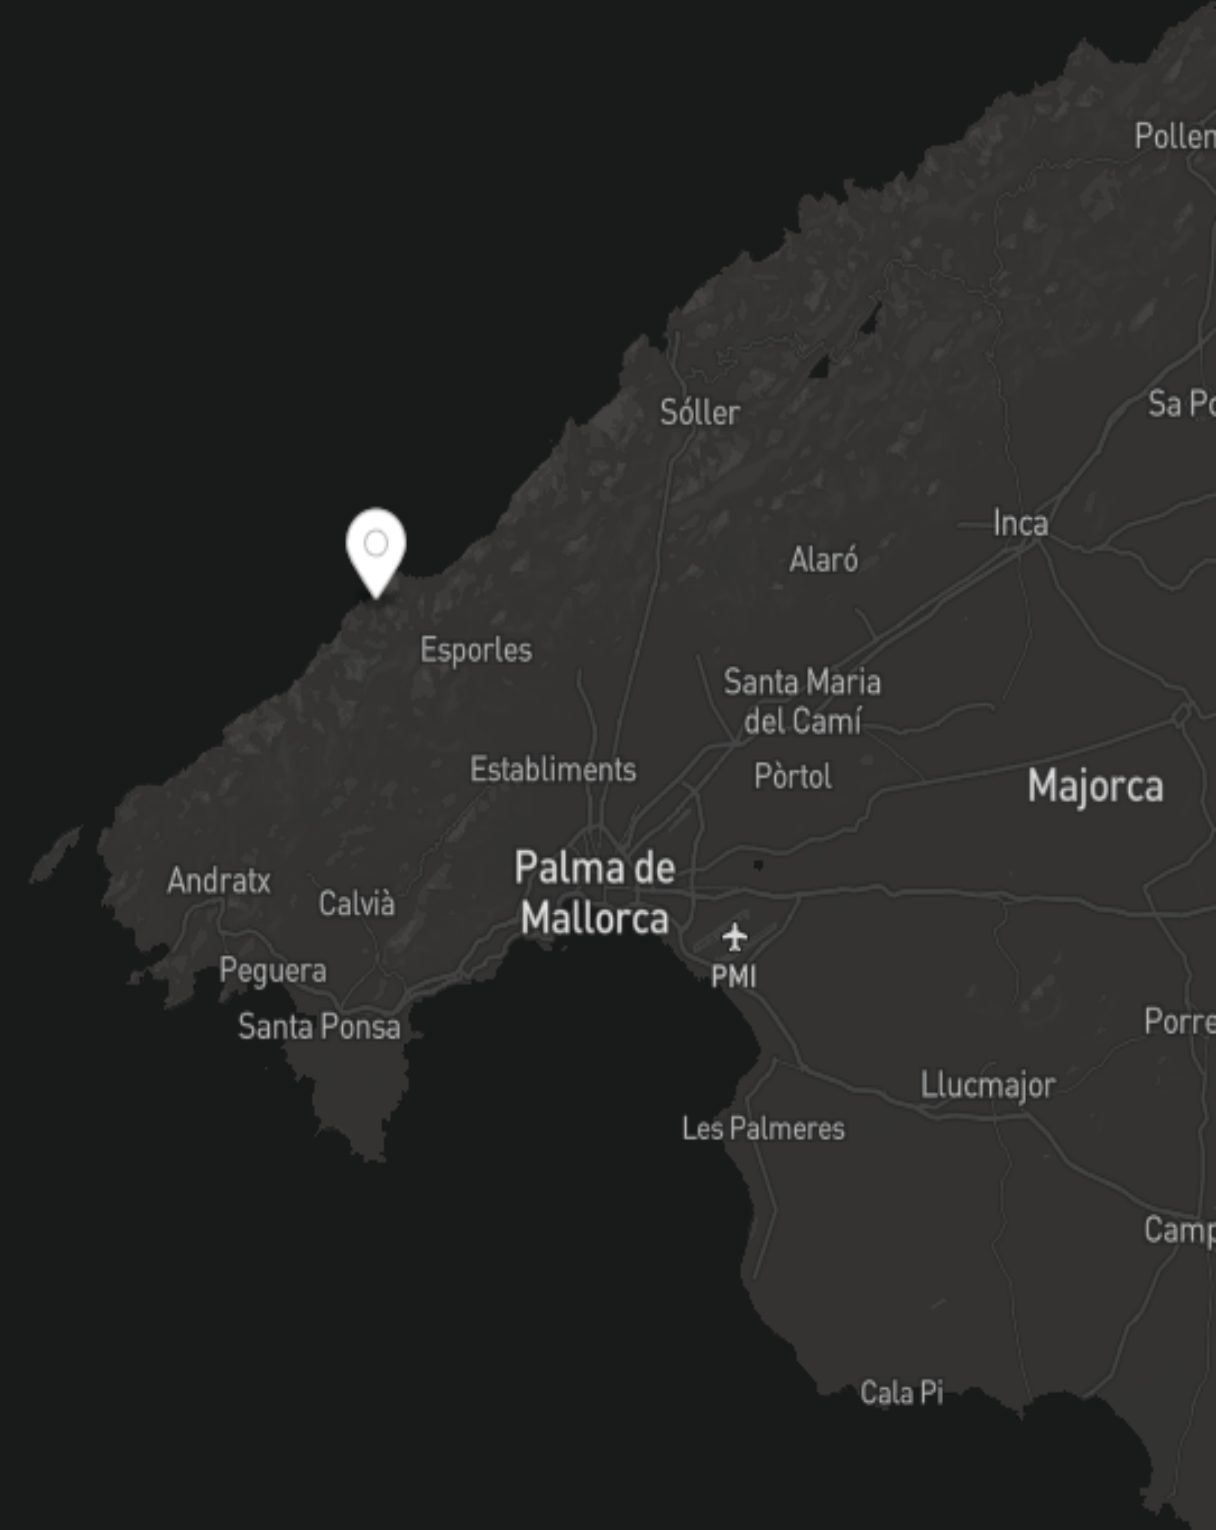 Pollen
Sa Po
Sóller
Inca
Alaró
Esporles
Santa Maria
del Camí
Establiments
Pòrtol
Majorca
Palma de
Mallorca
Andratx
Calvià
PMI
Peguera
Santa Ponsa
Porre
Llucmajor
Les Palmeres
Camp
Cala Pi